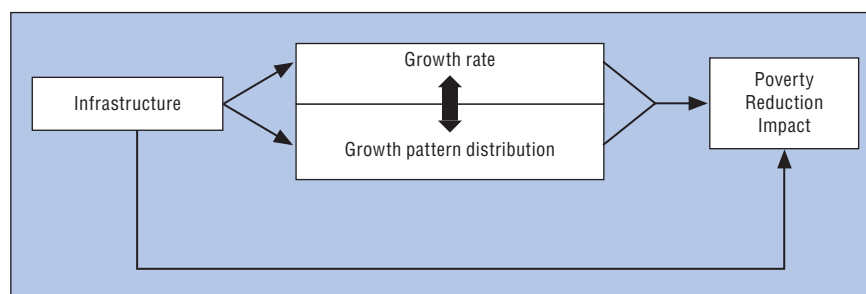 Growth rate
Infrastructure
Growth pattern distribution
Poverty
Reduction
Impact